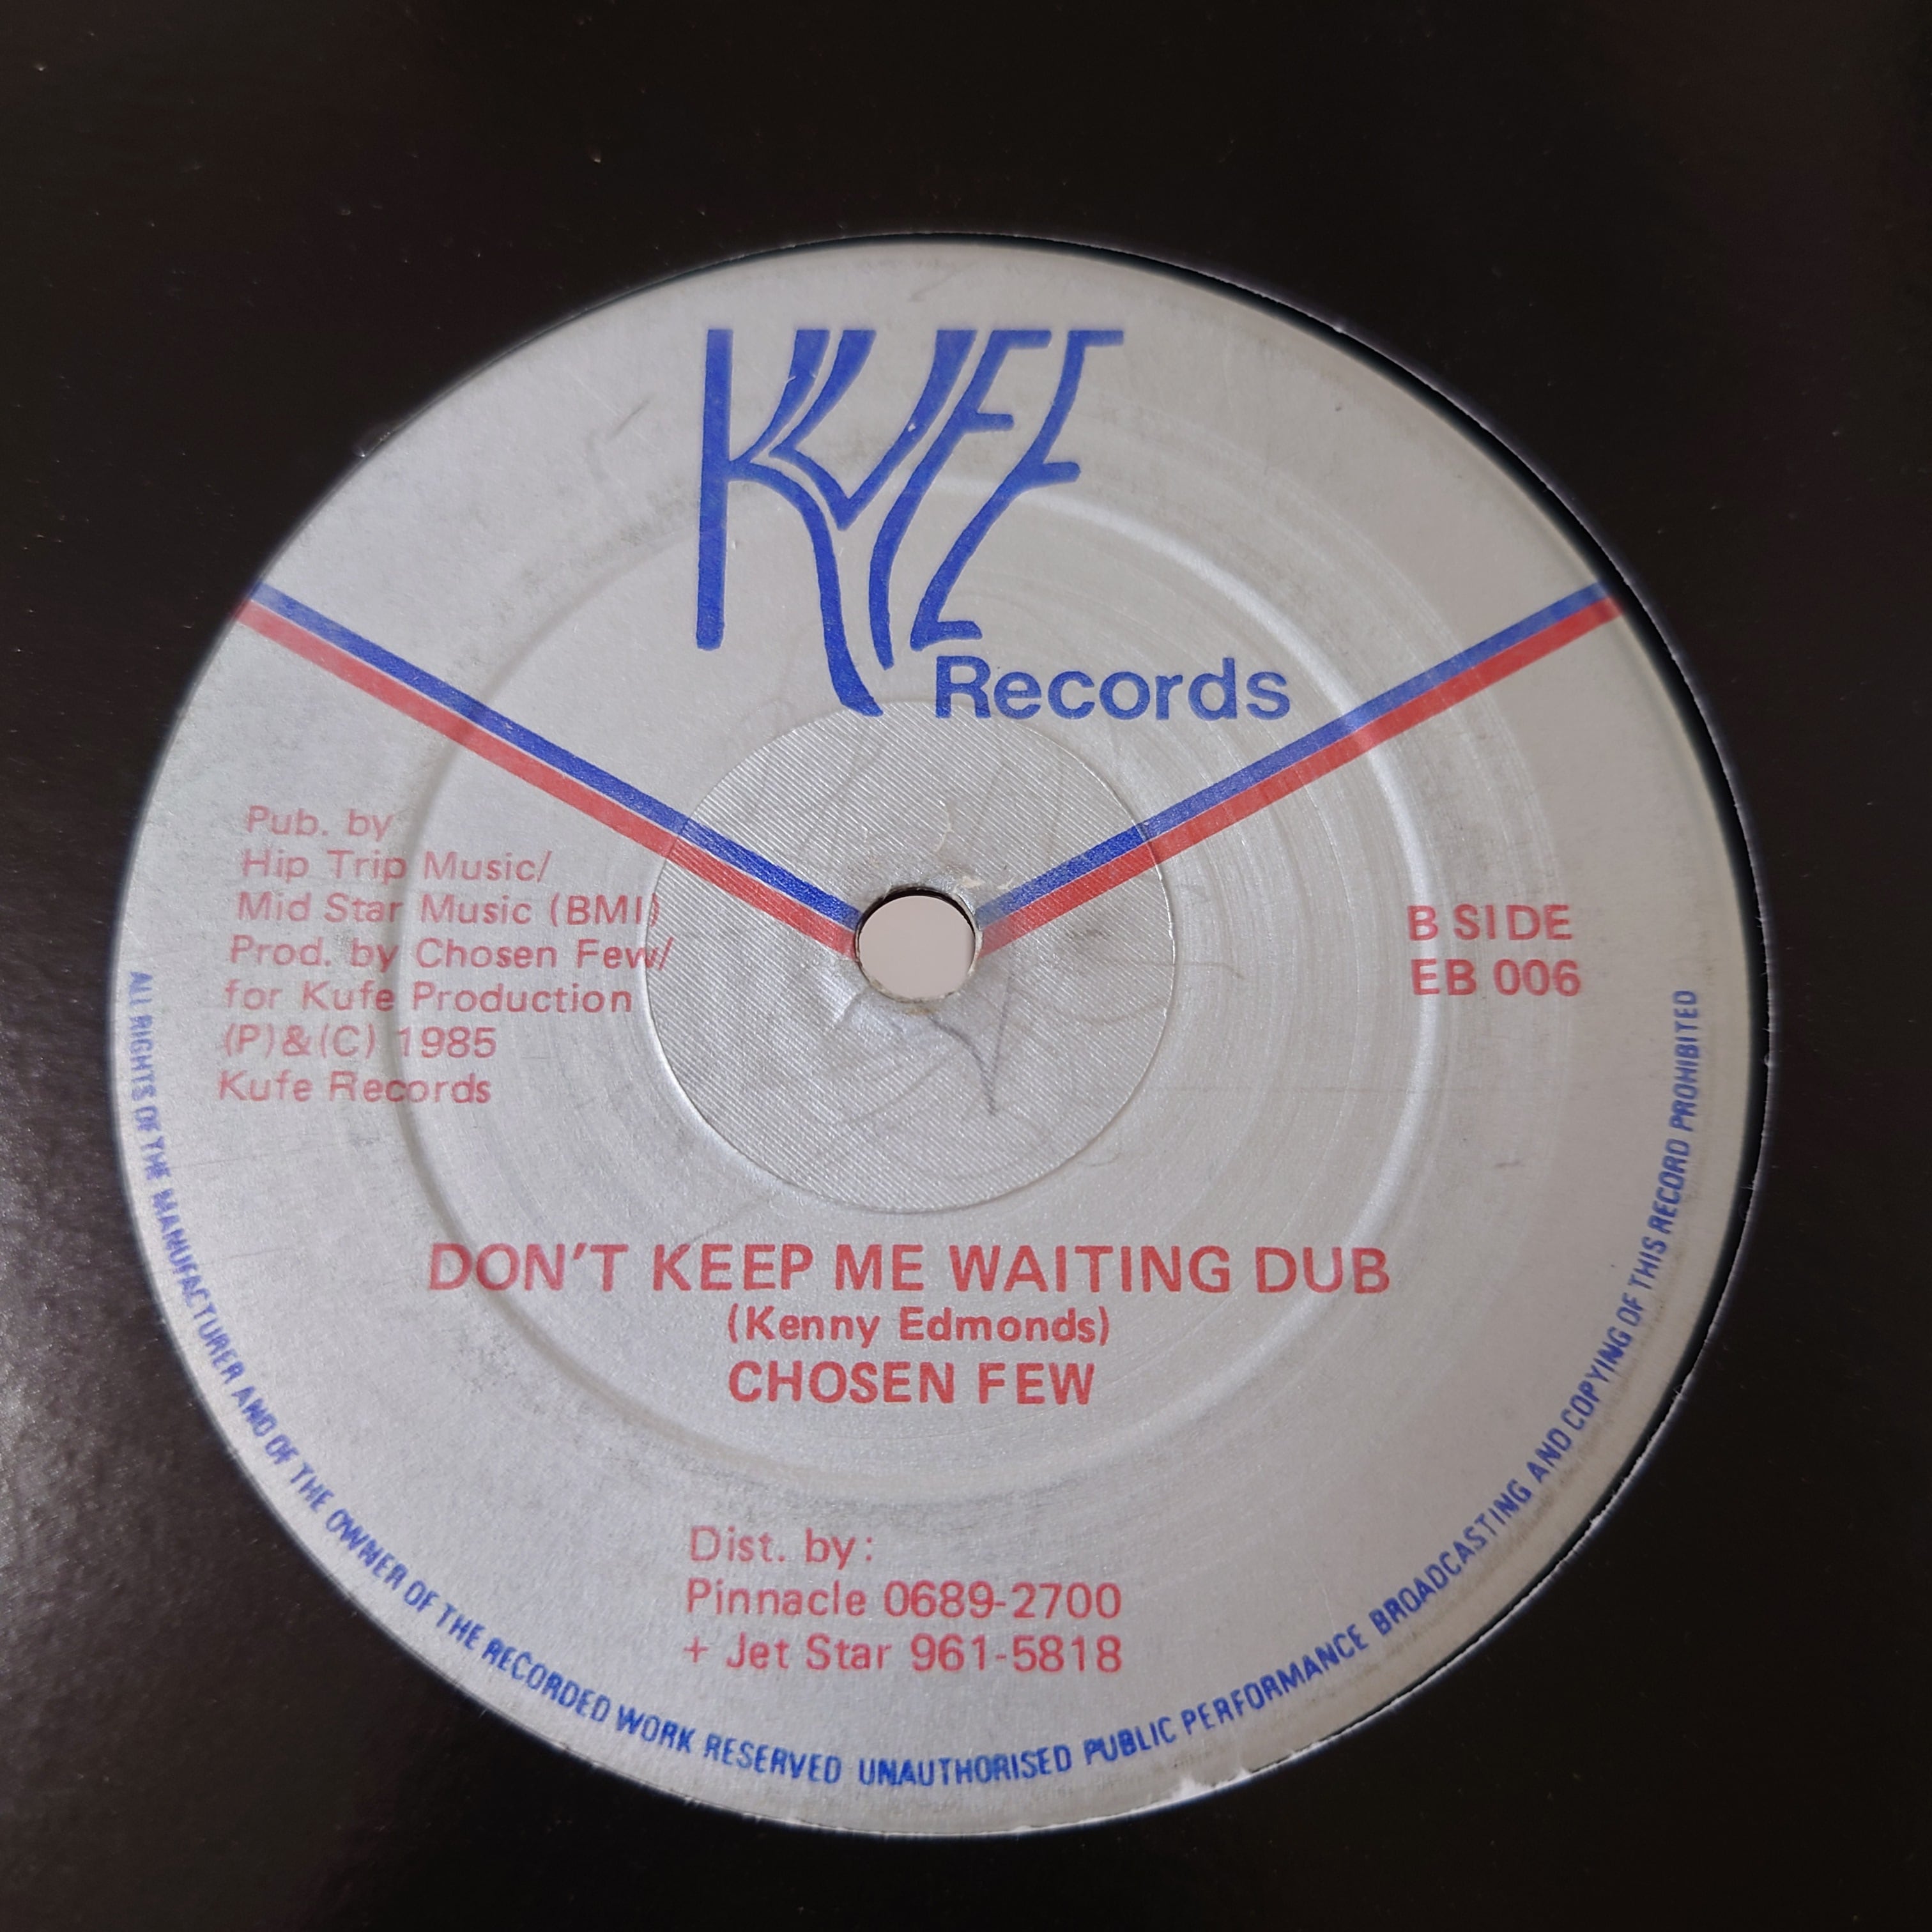 KUFE
Records
Pub. by
Hip Trip Music/
Mid Star Music (BMI)
Prod. by Chosen Few/
for Kufe Production
(P)&(C) 1985
Kufe Records
B SIDE
EB 006
DON'T KEEP ME WAITING DUB
(Kenny Edmonds)
CHOSEN FEW
Dist. by:
Pinnacle 0689-2700
+ Jet Star 961-5818
ALL RIGHTS OF THE MANUFACTURER AND OF THE OWNER OF THE RECORDED WORK RESERVED UNAUTHORISED PUBLIC PERFORMANCE BROADCASTING AND COPYING OF THIS RECORD PROHIBITED